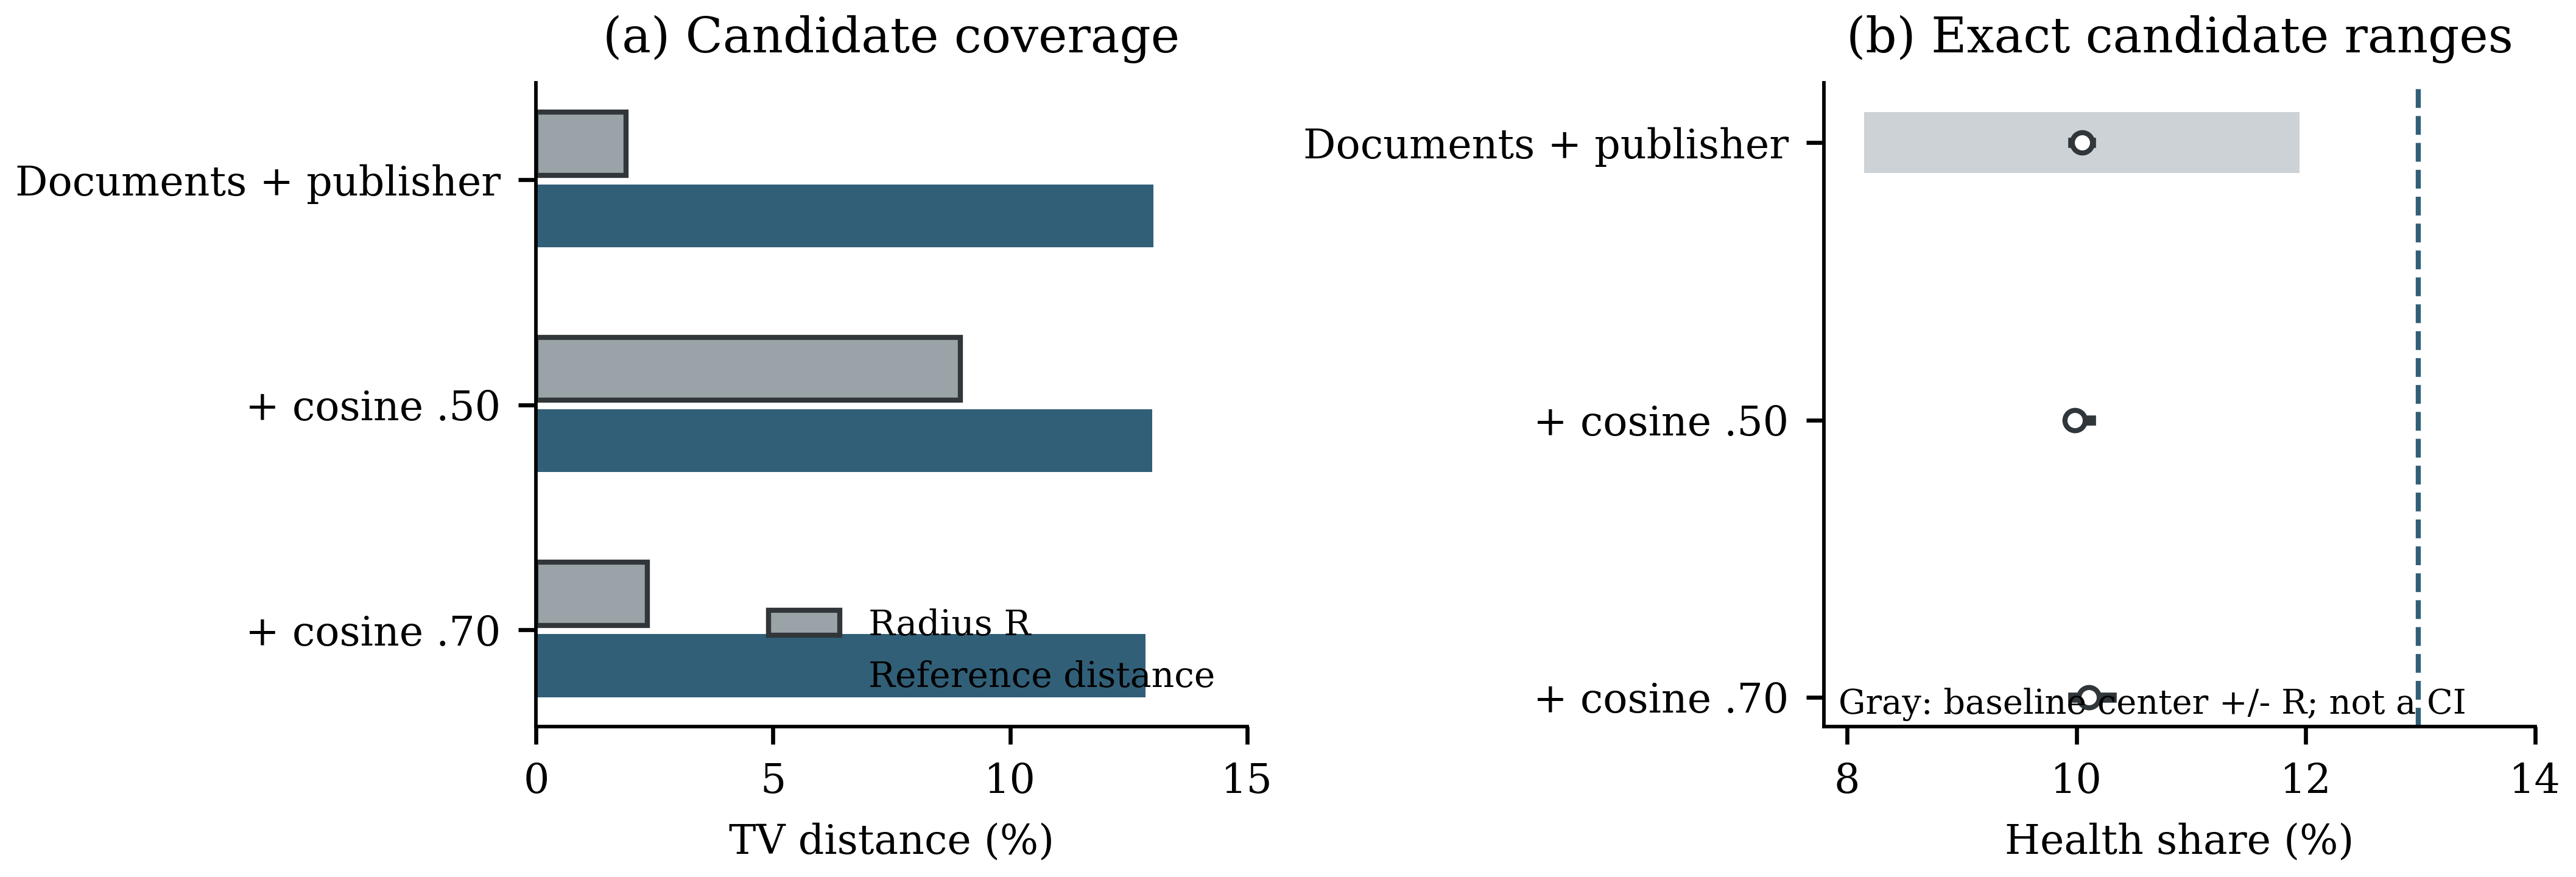 (a) Candidate coverage
Documents + publisher
+ cosine .50
+ cosine .70
Radius R
Reference distance
0 5 10 15
TV distance (%)
(b) Exact candidate ranges
Documents + publisher
+ cosine .50
+ cosine .70
Gray: baseline center +/- R; not a CI
8 10 12 14
Health share (%)